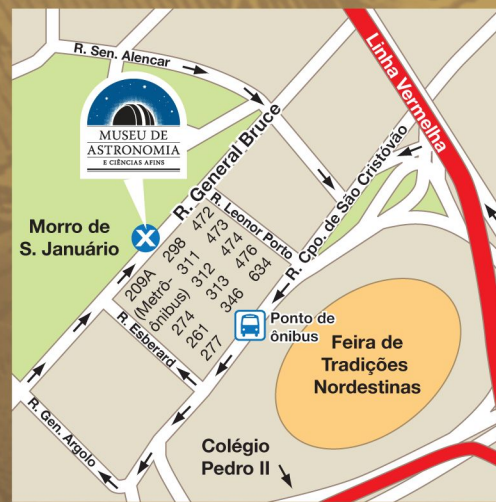 R. Sen. Alencar
Linha Vermelha
MUSEU DE
ASTRONOMIA
E CIÊNCIAS AFINS
R. General Bruce
R. Cpo. de São Cristóvão
R. Leonor Porto
Morro de
S. Januário
X
209A 298 472
(Metrô- 311 473
ônibus) 312 474
274 313 476
261 346 634
277
R. Esberard
Ponto de
ônibus
Feira de
Tradições
Nordestinas
R. Gen. Argolo
Colégio
Pedro II